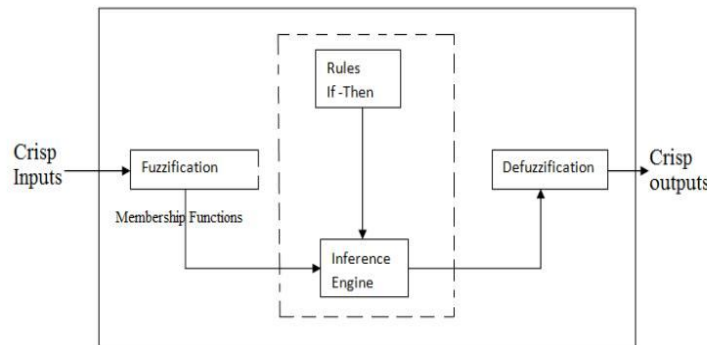 Rules
If -Then
Crisp
Inputs
Fuzzification
Defuzzification
Crisp
outputs
Membership Functions
Inference
Engine